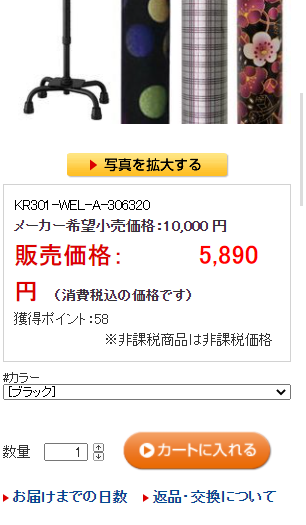 写真を拡大する
KR301-WEL-A-306320
メーカー希望小売価格：10,000 円
販売価格： 5,890
円 （消費税込の価格です）
獲得ポイント：58
※非課税商品は非課税価格
#カラー
[ブラック]
数量 1 カートに入れる
お届けまでの日数 返品・交換について